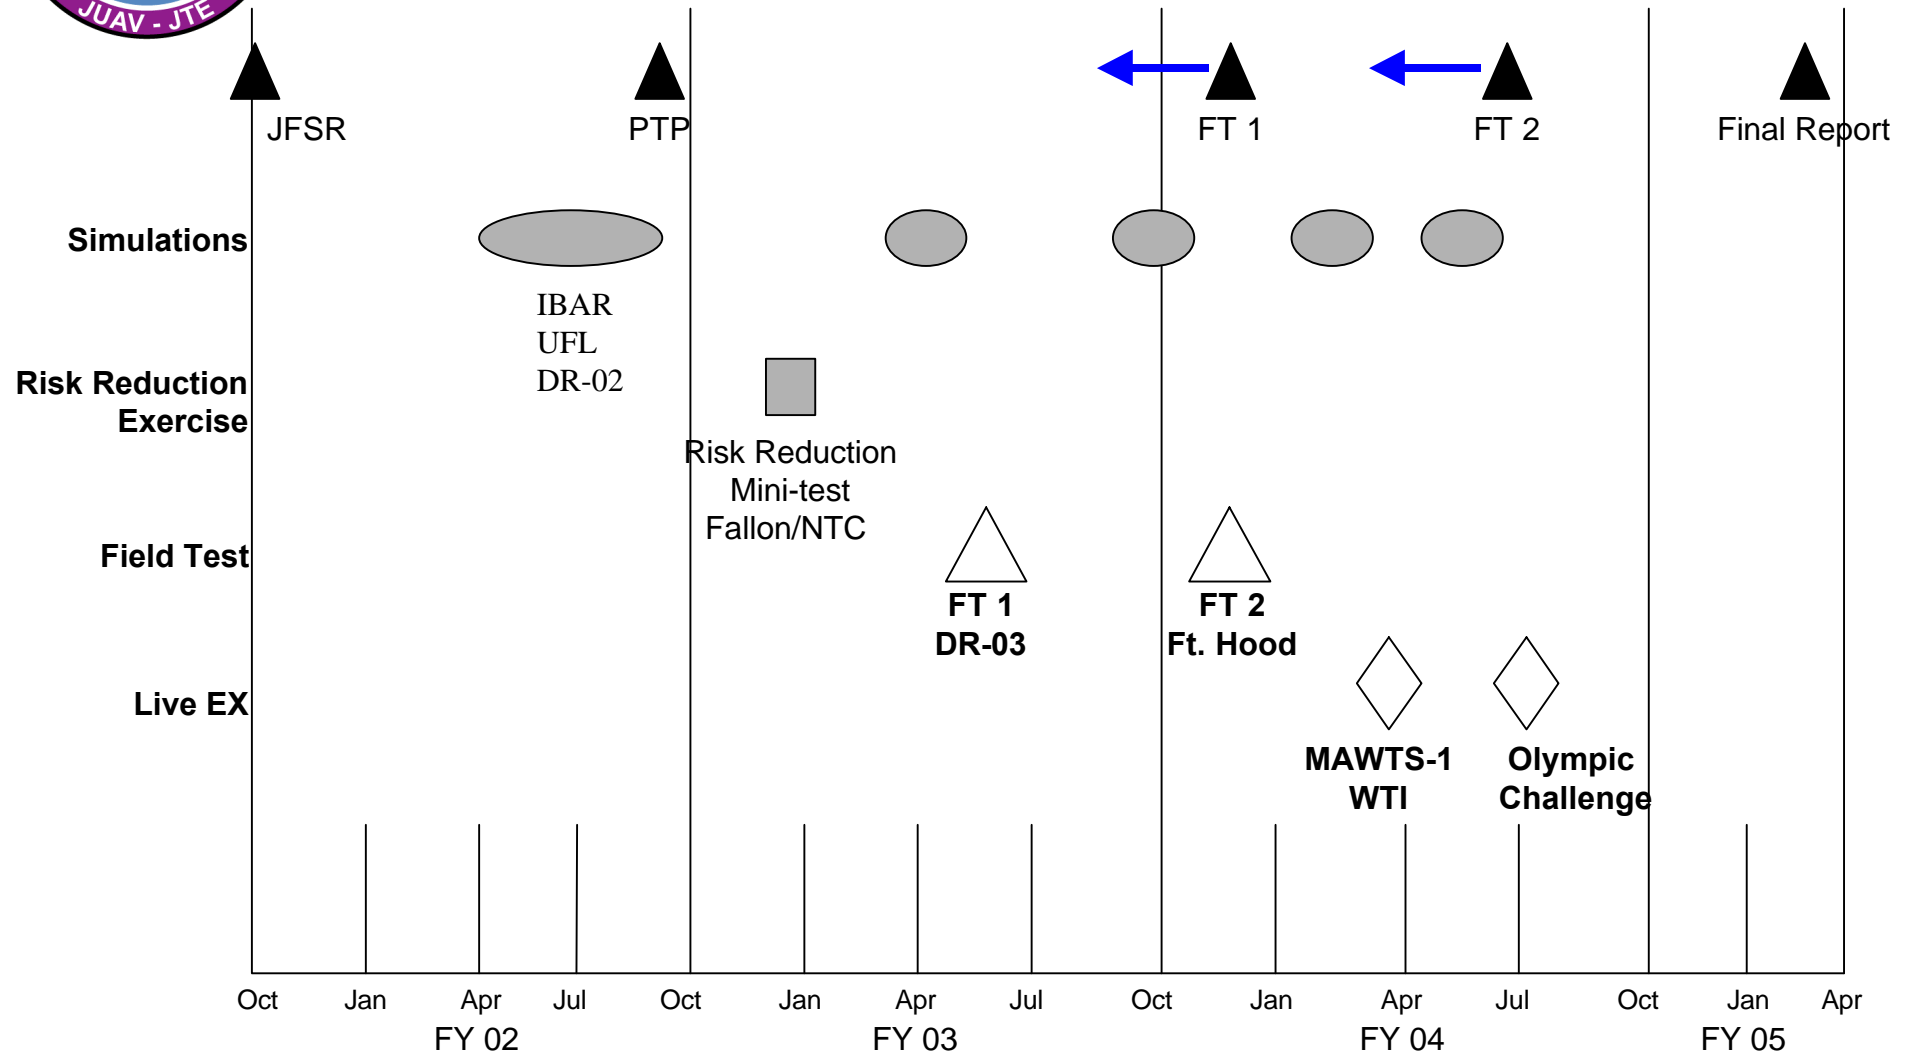 JUAV - JTE
JFSR
PTP
FT 1
FT 2
Final Report
Simulations
IBAR
UFL
DR-02
Risk Reduction
Exercise
Risk Reduction
Mini-test
Fallon/NTC
Field Test
FT 1
DR-03
FT 2
Ft. Hood
Live EX
MAWTS-1
WTI
Olympic
Challenge
Oct Jan Apr Jul Oct Jan Apr Jul Oct Jan Apr Jul Oct Jan Apr
FY 02 FY 03 FY 04 FY 05